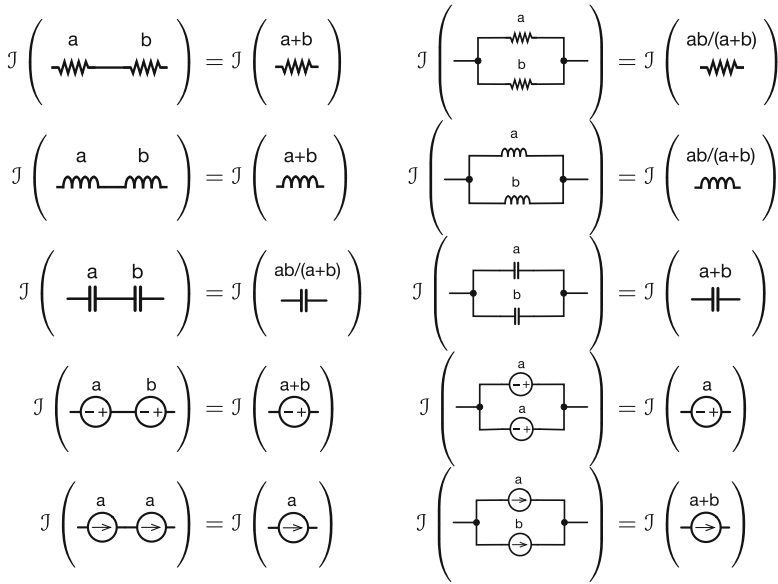 ℐ ( a b ) = ℐ ( a+b )
ℐ ( a b ) = ℐ ( ab/(a+b) )
ℐ ( a b ) = ℐ ( a+b )
ℐ ( a b ) = ℐ ( ab/(a+b) )
ℐ ( a b ) = ℐ ( ab/(a+b) )
ℐ ( a b ) = ℐ ( a+b )
ℐ ( a - + b - + ) = ℐ ( a+b - + )
ℐ ( a - + a - + ) = ℐ ( a - + )
ℐ ( a → a → ) = ℐ ( a → )
ℐ ( a → b → ) = ℐ ( a+b → )